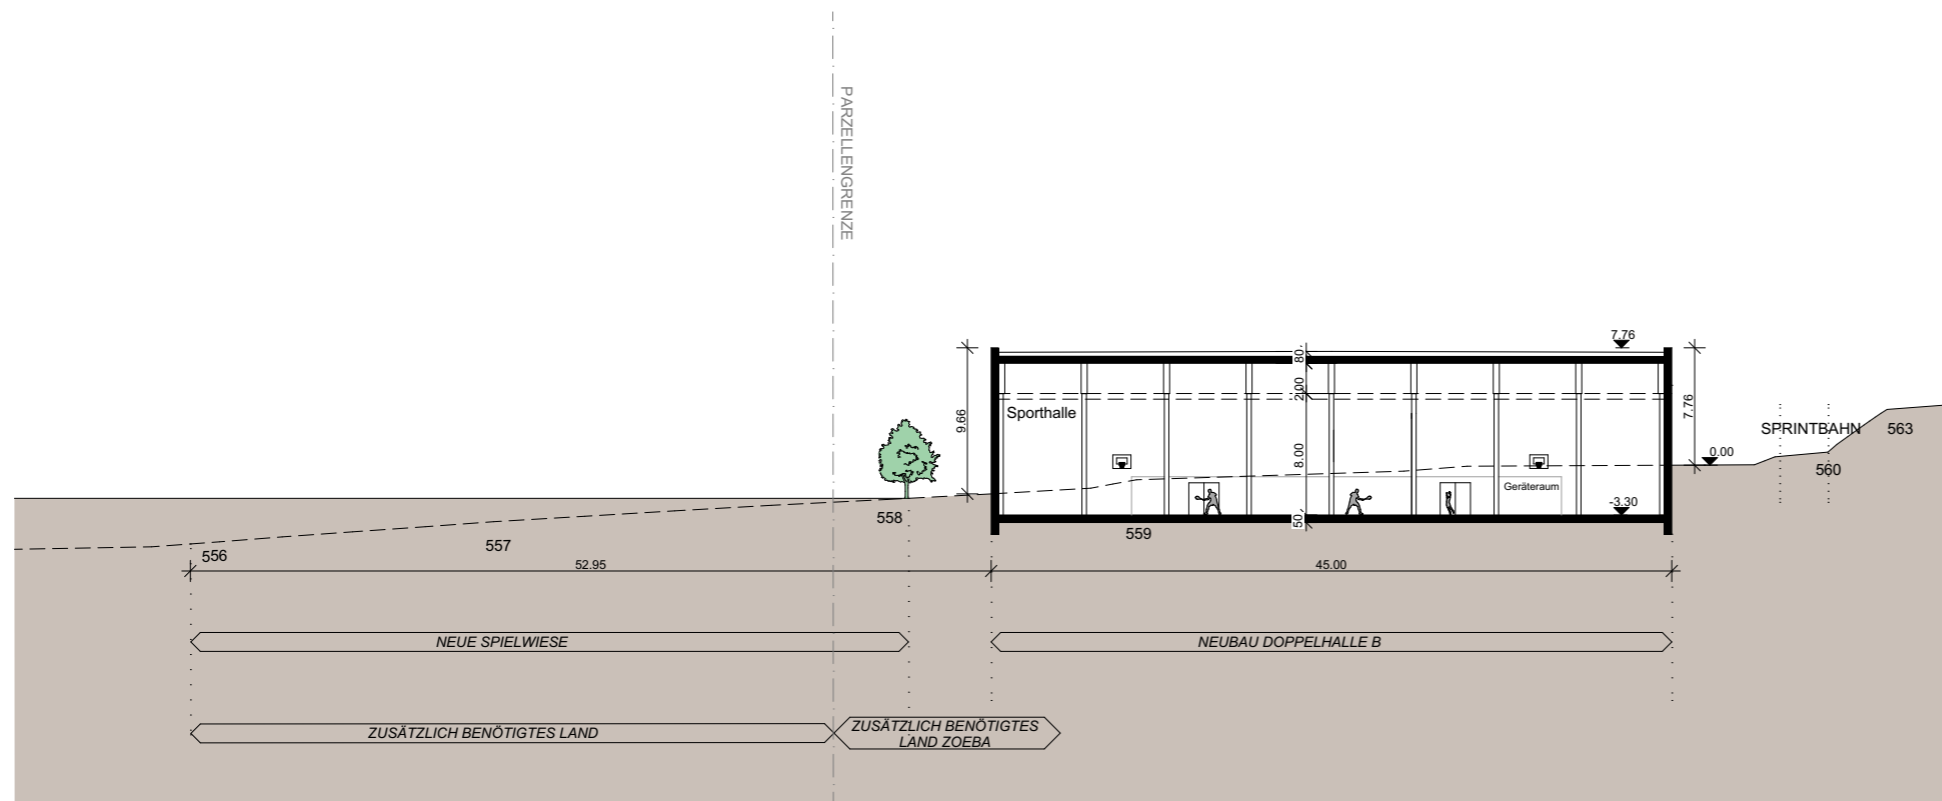 PARZELLENGRENZE
7.76
9.66
80
2.00
8.00
50
7.76
Sporthalle
SPRINTBAHN
563
0.00
560
Geräteraum
-3.30
558
559
556
557
52.95
45.00
NEUE SPIELWIESE
NEUBAU DOPPELHALLE B
ZUSÄTZLICH BENÖTIGTES LAND
ZUSÄTZLICH BENÖTIGTES
LAND ZOEBA